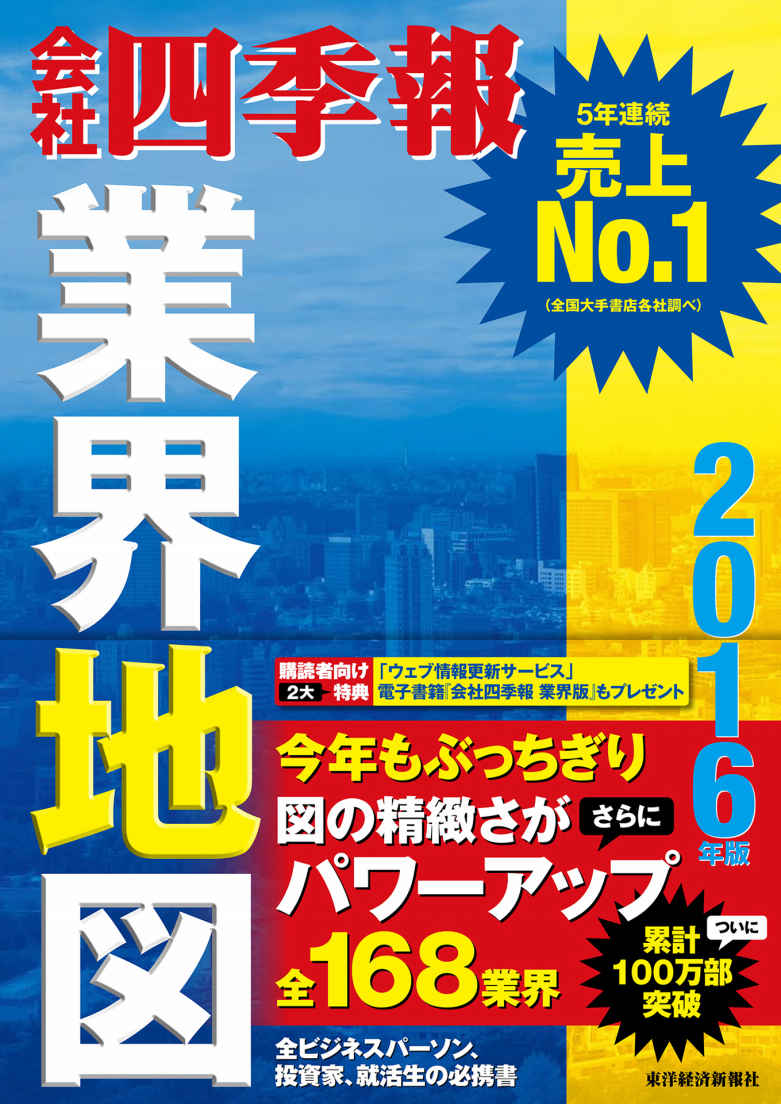 会社四季報
5年連続
売上
No.1
(全国大手書店各社調べ)
業界地図
2016
年版
購読者向け
2大 特典
「ウェブ情報更新サービス」
電子書籍『会社四季報 業界版』もプレゼント
今年もぶっちぎり
図の精緻さが さらに
パワーアップ
全168業界
ついに
累計
100万部
突破
全ビジネスパーソン、
投資家、就活生の必携書
東洋経済新報社